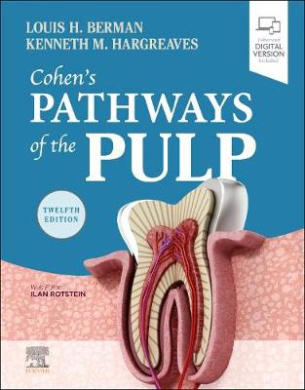 LOUIS H. BERMAN
KENNETH M. HARGREAVES
DIGITAL
VERSION
Cohen's
PATHWAYS
of the PULP
TWELFTH
EDITION
ILAN ROTSTEIN
ELSEVIER